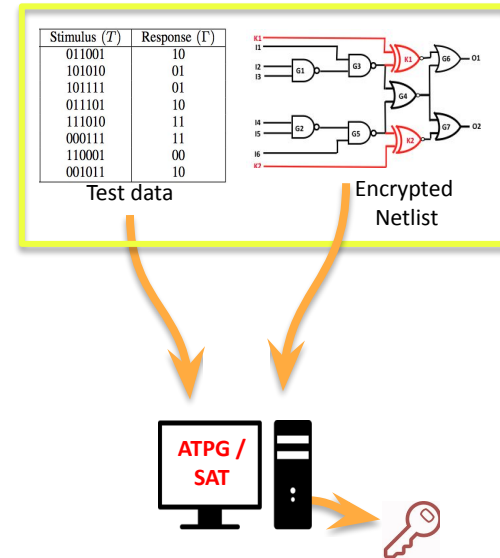 Stimulus (T) Response (Γ)
011001 10
101010 01
101111 01
011101 10
111010 11
000111 11
110001 00
001011 10
Test data
K1
I1
I2
I3
G1
G3
K1
G6
O1
G4
I4
I5
G2
G5
K2
G7
O2
I6
K2
Encrypted
Netlist
ATPG /
SAT